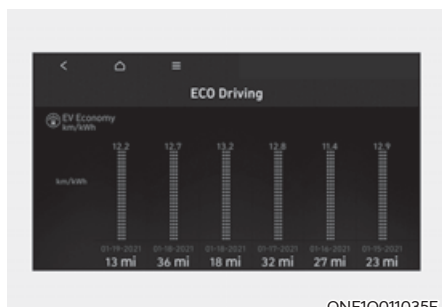 ECO Driving
EV Economy
km/kWh
12.2 12.7 13.2 12.8 11.4 12.9
km/kWh
01-19-2021 01-18-2021 01-18-2021 01-17-2021 01-16-2021 01-15-2021
13 mi 36 mi 18 mi 32 mi 27 mi 23 mi